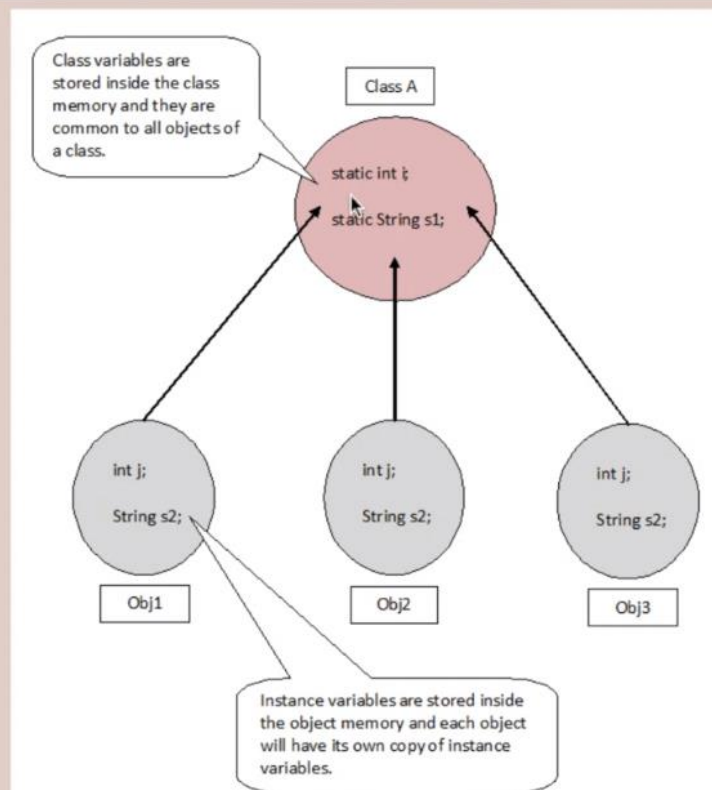 Class variables are
stored inside the class
memory and they are
common to all objects of
a class.
Class A
static int i;
static String s1;
int j;
String s2;
int j;
String s2;
int j;
String s2;
Obj1
Obj2
Obj3
Instance variables are stored inside
the object memory and each object
will have its own copy of instance
variables.